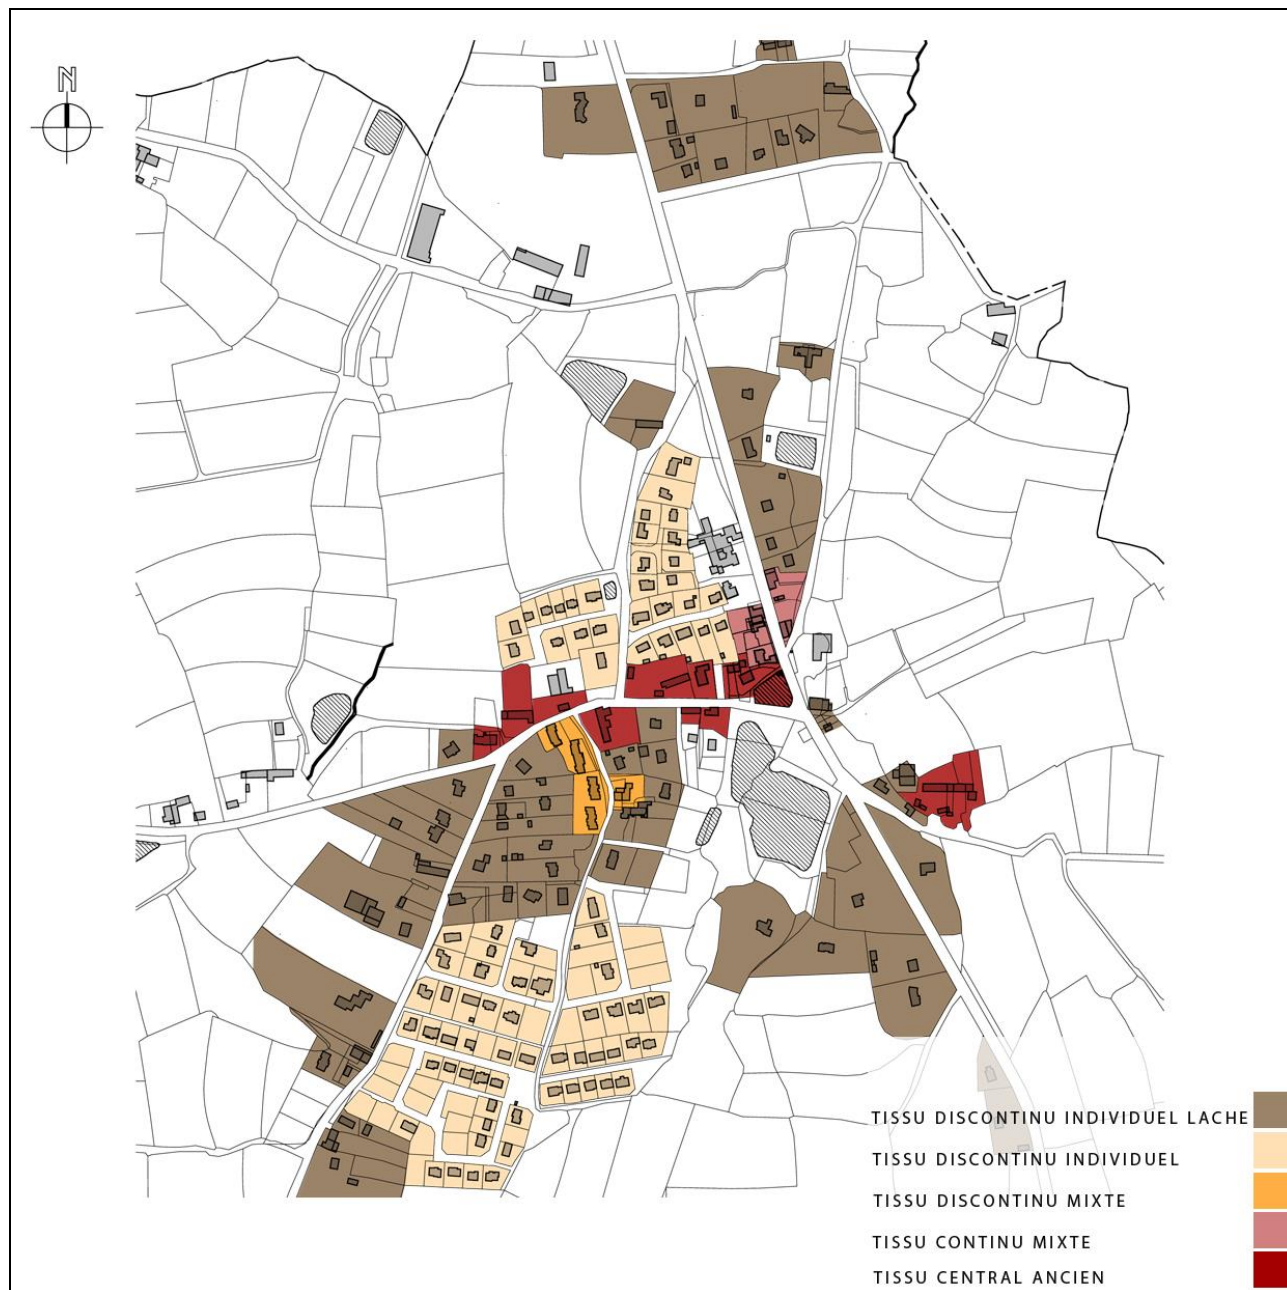 N
TISSU DISCONTINU INDIVIDUEL LACHE
TISSU DISCONTINU INDIVIDUEL
TISSU DISCONTINU MIXTE
TISSU CONTINU MIXTE
TISSU CENTRAL ANCIEN